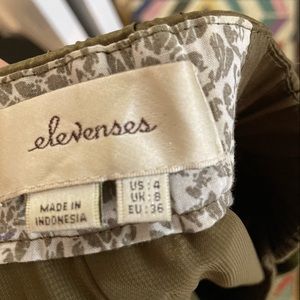 elevenses
MADE IN
INDONESIA
US: 4
UK: 8
EU: 36